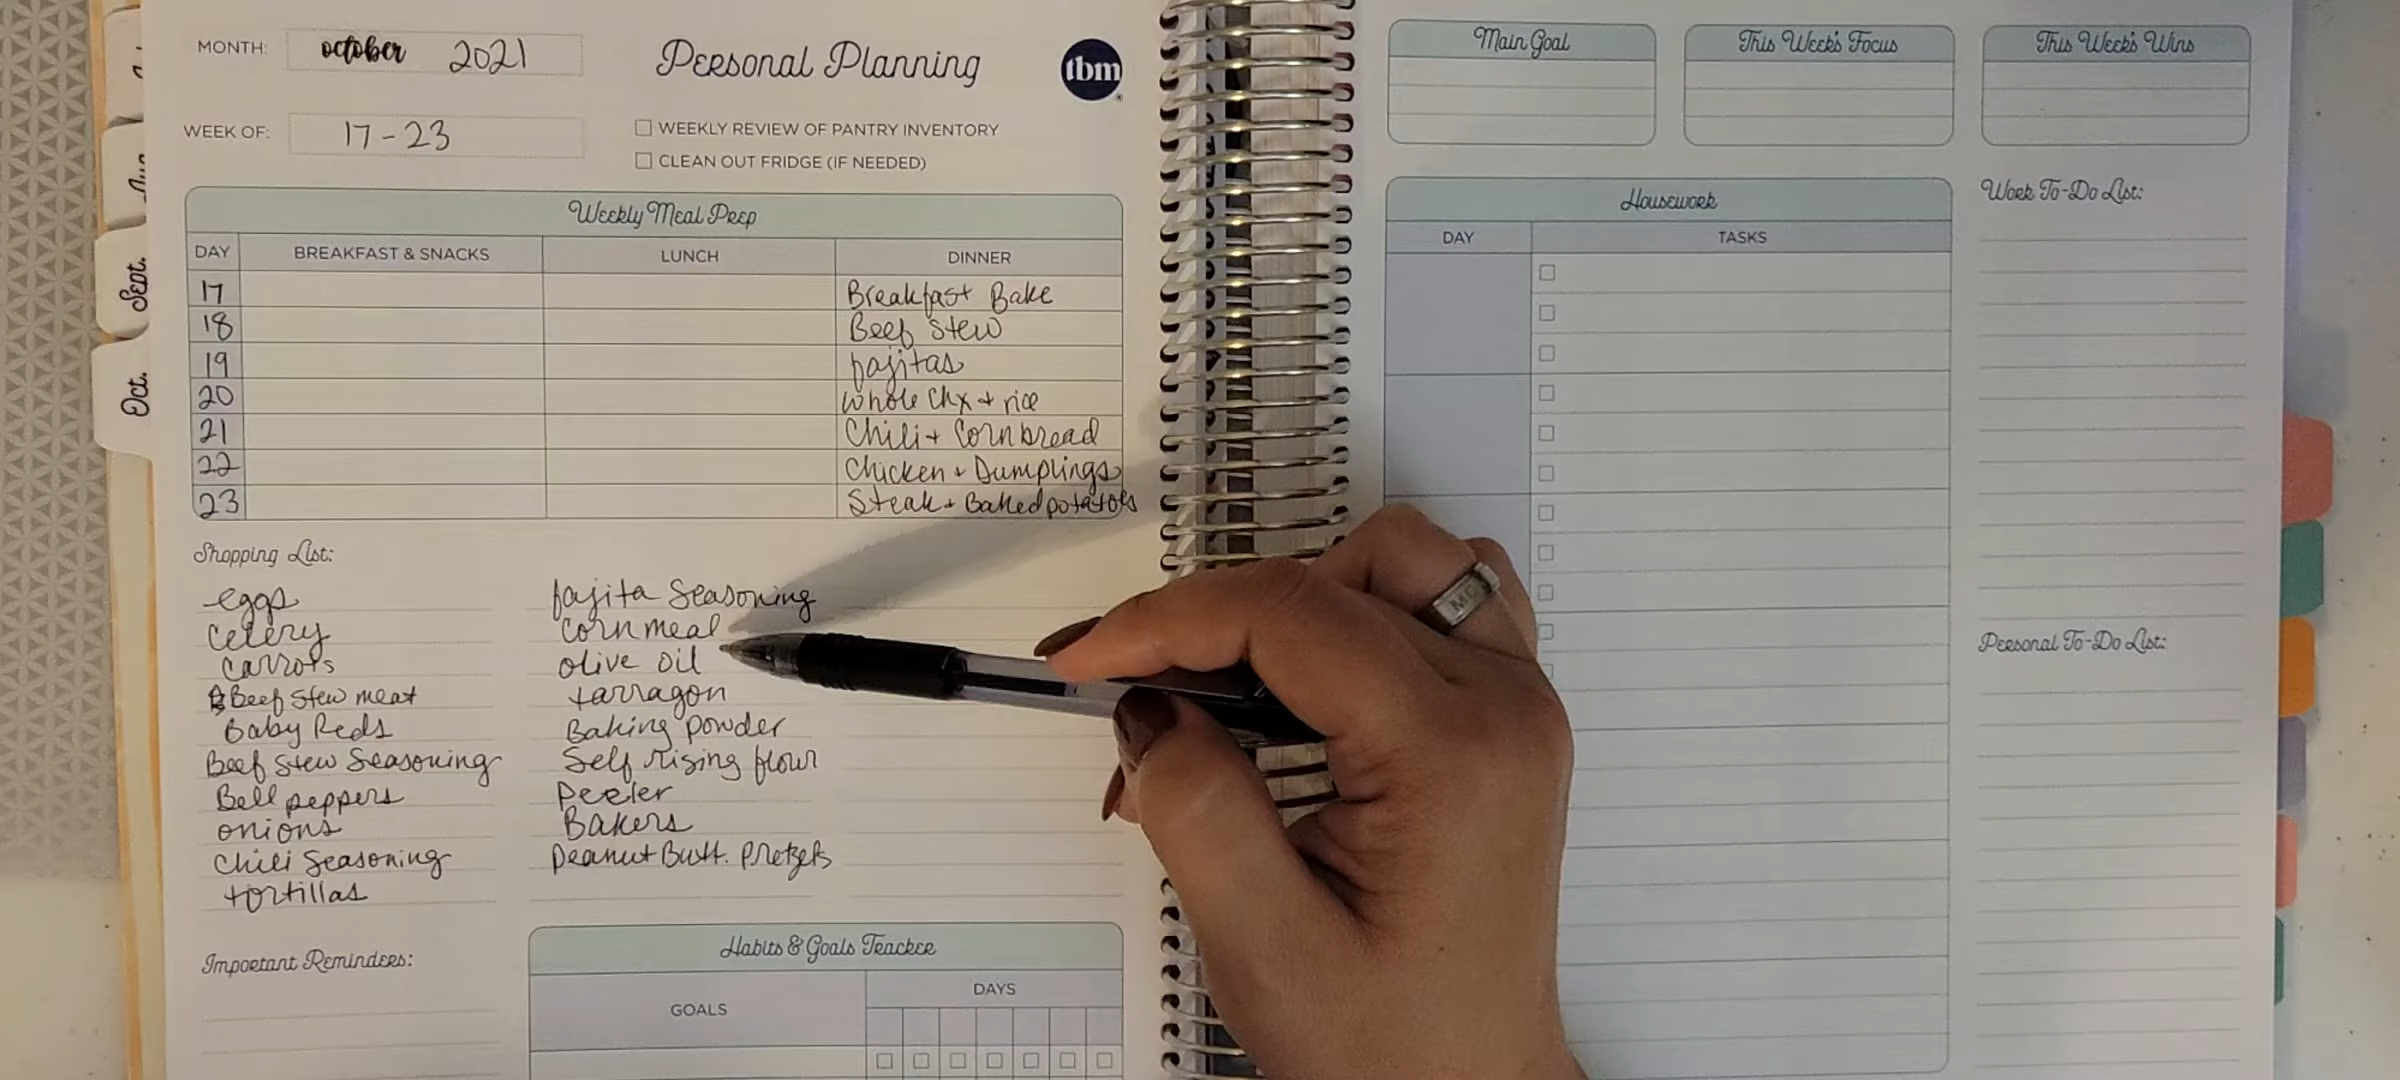 MONTH: october 2021
Personal Planning
tbm
WEEK OF: 17-23
WEEKLY REVIEW OF PANTRY INVENTORY
CLEAN OUT FRIDGE (IF NEEDED)
Weekly Meal Prep
DAY BREAKFAST & SNACKS LUNCH DINNER
17 Breakfast Bake
18 Beef Stew
19 fajitas
20 whole chx + rice
21 Chili + Cornbread
22 Chicken + Dumplings
23 Steak + Baked potatoes
Shopping List:
eggs
Celery
Carrots
Beef Stew meat
Baby Reds
Beef Stew Seasoning
Bell peppers
onions
Chili Seasoning
tortillas
fajita Seasoning
Cornmeal
olive oil
tarragon
Baking powder
Self rising flour
Peeler
Bakers
Peanut Butt. Pretzels
Important Reminders:
Habits & Goals Tracker
GOALS DAYS
Sept.
Oct.
Main Goal
This Week's Focus
This Week's Wins
Housework
DAY TASKS
Work To-Do List:
Personal To-Do List: